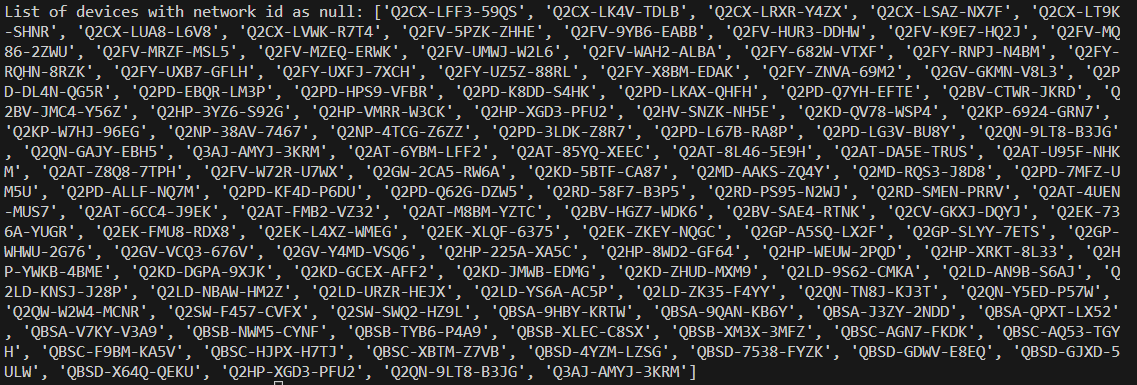 List of devices with network id as null: ['Q2CX-LFF3-59QS', 'Q2CX-LK4V-TDLB', 'Q2CX-LRXR-Y4ZX', 'Q2CX-LSAZ-NX7F', 'Q2CX-LT9K
-SHNR', 'Q2CX-LUA8-L6V8', 'Q2CX-LVWK-R7T4', 'Q2FV-5PZK-ZHHE', 'Q2FV-9YB6-EABB', 'Q2FV-HUR3-DDHW', 'Q2FV-K9E7-HQ2J', 'Q2FV-MQ
86-2ZWU', 'Q2FV-MRZF-MSL5', 'Q2FV-MZEQ-ERWK', 'Q2FV-UMWJ-W2L6', 'Q2FV-WAH2-ALBA', 'Q2FY-682W-VTXF', 'Q2FY-RNPJ-N4BM', 'Q2FY-
RQHN-8RZK', 'Q2FY-UXB7-GFLH', 'Q2FY-UXFJ-7XCH', 'Q2FY-UZ5Z-88RL', 'Q2FY-X8BM-EDAK', 'Q2FY-ZNVA-69M2', 'Q2GV-GKMN-V8L3', 'Q2P
D-DL4N-QG5R', 'Q2PD-EBQR-LM3P', 'Q2PD-HPS9-VFBR', 'Q2PD-K8DD-S4HK', 'Q2PD-LKAX-QHFH', 'Q2PD-Q7YH-EFTE', 'Q2BV-CTWR-JKRD', 'Q
2BV-JMC4-Y56Z', 'Q2HP-3YZ6-S92G', 'Q2HP-VMRR-W3CK', 'Q2HP-XGD3-PFU2', 'Q2HV-SNZK-NH5E', 'Q2KD-QV78-WSP4', 'Q2KP-6924-GRN7',
'Q2KP-W7HJ-96EG', 'Q2NP-38AV-7467', 'Q2NP-4TCG-Z6ZZ', 'Q2PD-3LDK-Z8R7', 'Q2PD-L67B-RA8P', 'Q2PD-LG3V-BU8Y', 'Q2QN-9LT8-B3JG'
, 'Q2QN-GAJY-EBH5', 'Q3AJ-AMYJ-3KRM', 'Q2AT-6YBM-LFF2', 'Q2AT-85YQ-XEEC', 'Q2AT-8L46-5E9H', 'Q2AT-DA5E-TRUS', 'Q2AT-U95F-NHK
M', 'Q2AT-Z8Q8-7TPH', 'Q2FV-W72R-U7WX', 'Q2GW-2CA5-RW6A', 'Q2KD-5BTF-CA87', 'Q2MD-AAKS-ZQ4Y', 'Q2MD-RQS3-J8D8', 'Q2PD-7MFZ-U
M5U', 'Q2PD-ALLF-NQ7M', 'Q2PD-KF4D-P6DU', 'Q2PD-Q62G-DZW5', 'Q2RD-58F7-B3P5', 'Q2RD-PS95-N2WJ', 'Q2RD-SMEN-PRRV', 'Q2AT-4UEN
-MUS7', 'Q2AT-6CC4-J9EK', 'Q2AT-FMB2-VZ32', 'Q2AT-M8BM-YZTC', 'Q2BV-HGZ7-WDK6', 'Q2BV-SAE4-RTNK', 'Q2CV-GKXJ-DQYJ', 'Q2EK-73
6A-YUGR', 'Q2EK-FMU8-RDX8', 'Q2EK-L4XZ-WMEG', 'Q2EK-XLQF-6375', 'Q2EK-ZKEY-NQGC', 'Q2GP-A5SQ-LX2F', 'Q2GP-SLYY-7ETS', 'Q2GP-
WHWU-2G76', 'Q2GV-VCQ3-676V', 'Q2GV-Y4MD-VSQ6', 'Q2HP-225A-XA5C', 'Q2HP-8WD2-GF64', 'Q2HP-WEUW-2PQD', 'Q2HP-XRKT-8L33', 'Q2H
P-YWKB-4BME', 'Q2KD-DGPA-9XJK', 'Q2KD-GCEX-AFF2', 'Q2KD-JMWB-EDMG', 'Q2KD-ZHUD-MXM9', 'Q2LD-9S62-CMKA', 'Q2LD-AN9B-S6AJ', 'Q
2LD-KNSJ-J28P', 'Q2LD-NBAW-HM2Z', 'Q2LD-URZR-HEJX', 'Q2LD-YS6A-AC5P', 'Q2LD-ZK35-F4YY', 'Q2QN-TN8J-KJ3T', 'Q2QN-Y5ED-P57W',
'Q2QW-W2W4-MCNR', 'Q2SW-F457-CVFX', 'Q2SW-SWQ2-HZ9L', 'QBSA-9HBY-KRTW', 'QBSA-9QAN-KB6Y', 'QBSA-J3ZY-2NDD', 'QBSA-QPXT-LX52'
, 'QBSA-V7KY-V3A9', 'QBSB-NWM5-CYNF', 'QBSB-TYB6-P4A9', 'QBSB-XLEC-C8SX', 'QBSB-XM3X-3MFZ', 'QBSC-AGN7-FKDK', 'QBSC-AQ53-TGY
H', 'QBSC-F9BM-KA5V', 'QBSC-HJPX-H7TJ', 'QBSC-XBTM-Z7VB', 'QBSD-4YZM-LZSG', 'QBSD-7538-FYZK', 'QBSD-GDWV-E8EQ', 'QBSD-GJXD-5
ULW', 'QBSD-X64Q-QEKU', 'Q2HP-XGD3-PFU2', 'Q2QN-9LT8-B3JG', 'Q3AJ-AMYJ-3KRM']